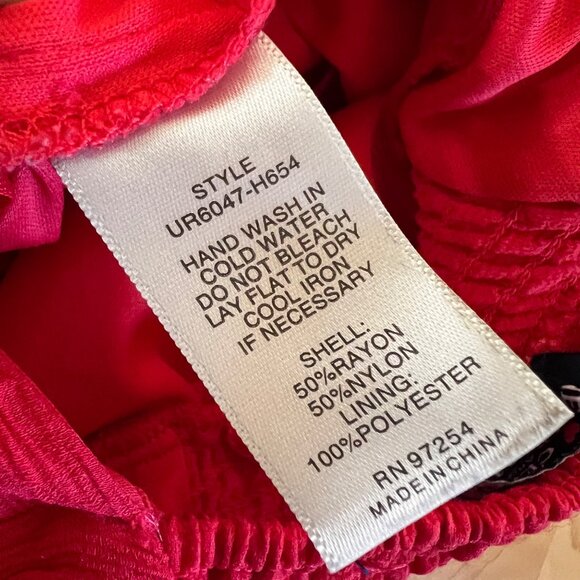 STYLE
UR6047-H654
HAND WASH IN
COLD WATER
DO NOT BLEACH
LAY FLAT TO DRY
COOL IRON
IF NECESSARY
SHELL:
50%RAYON
50%NYLON
LINING:
100%POLYESTER
RN 97254
MADE IN CHINA